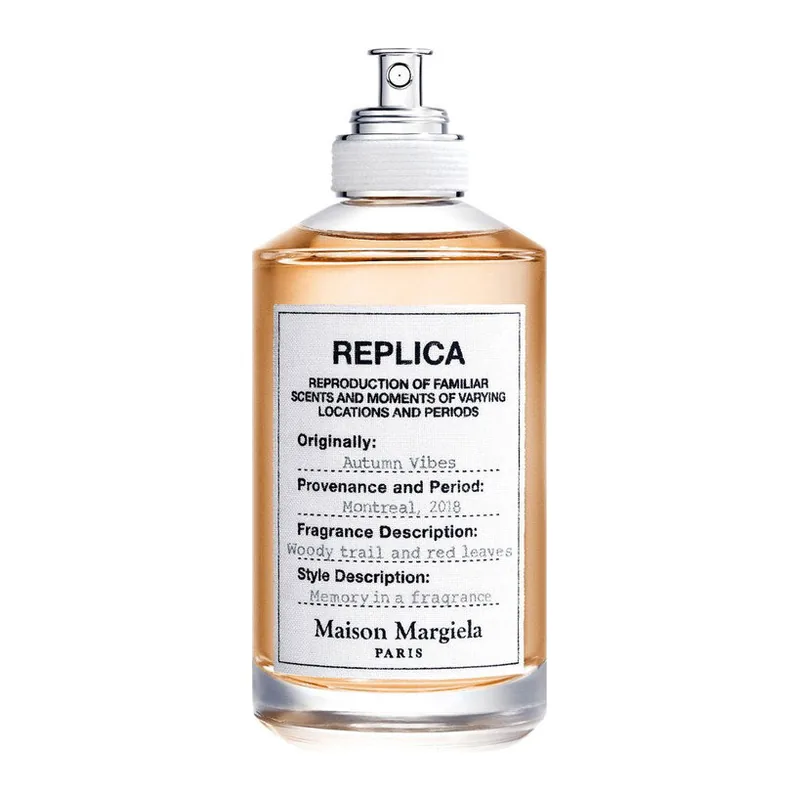 REPLICA
REPRODUCTION OF FAMILIAR
SCENTS AND MOMENTS OF VARYING
LOCATIONS AND PERIODS
Originally:
Autumn Vibes
Provenance and Period:
Montreal, 2018
Fragrance Description:
Woody trail and red leaves
Style Description:
Memory in a fragrance
Maison Margiela
PARIS